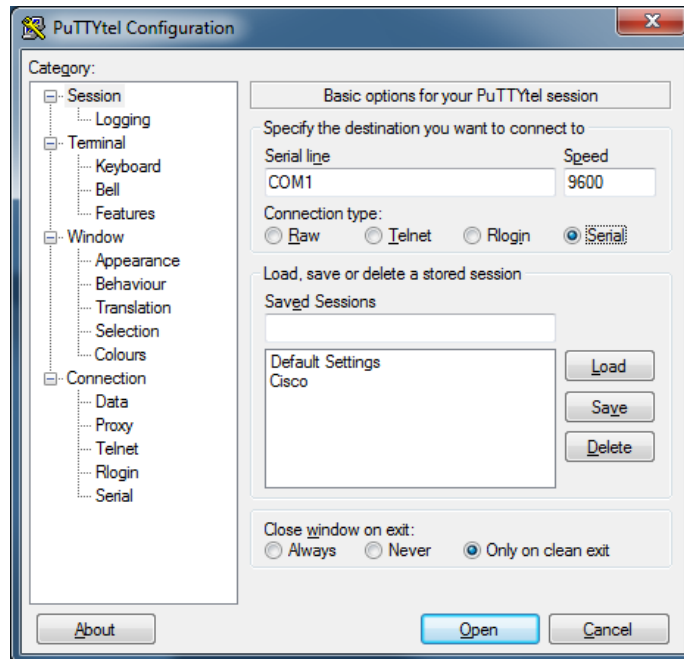 PuTTYtel Configuration
Category:
Session
Logging
Terminal
Keyboard
Bell
Features
Window
Appearance
Behaviour
Translation
Selection
Colours
Connection
Data
Proxy
Telnet
Rlogin
Serial
Basic options for your PuTTYtel session
Specify the destination you want to connect to
Serial line Speed
COM1 9600
Connection type:
Raw Telnet Rlogin Serial
Load, save or delete a stored session
Saved Sessions
Default Settings
Cisco
Load
Save
Delete
Close window on exit:
Always Never Only on clean exit
About Open Cancel